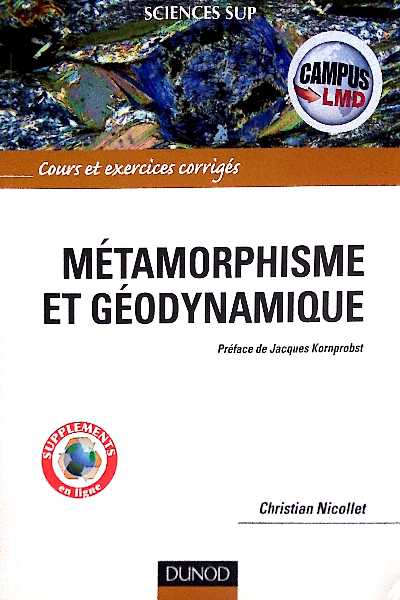 SCIENCES SUP
CAMPUS
LMD
Cours et exercices corrigés
MÉTAMORPHISME
ET GÉODYNAMIQUE
Préface de Jacques Kornprobst
SUPPLÉMENTS
en ligne
Christian Nicollet
DUNOD